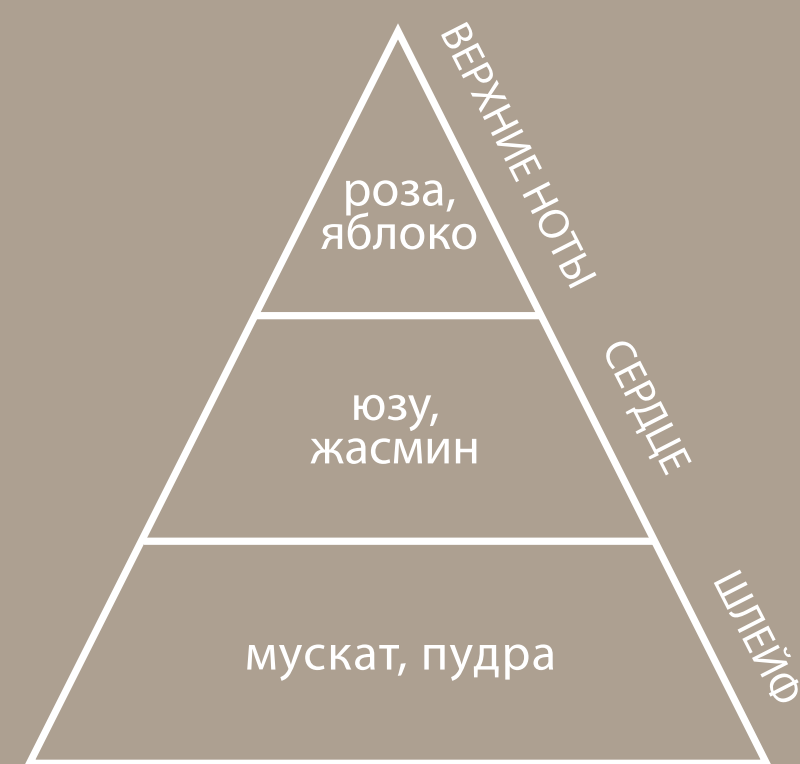 ВЕРХНИЕ НОТЫ
роза,
яблоко
СЕРДЦЕ
юзу,
жасмин
ШЛЕЙФ
мускат, пудра